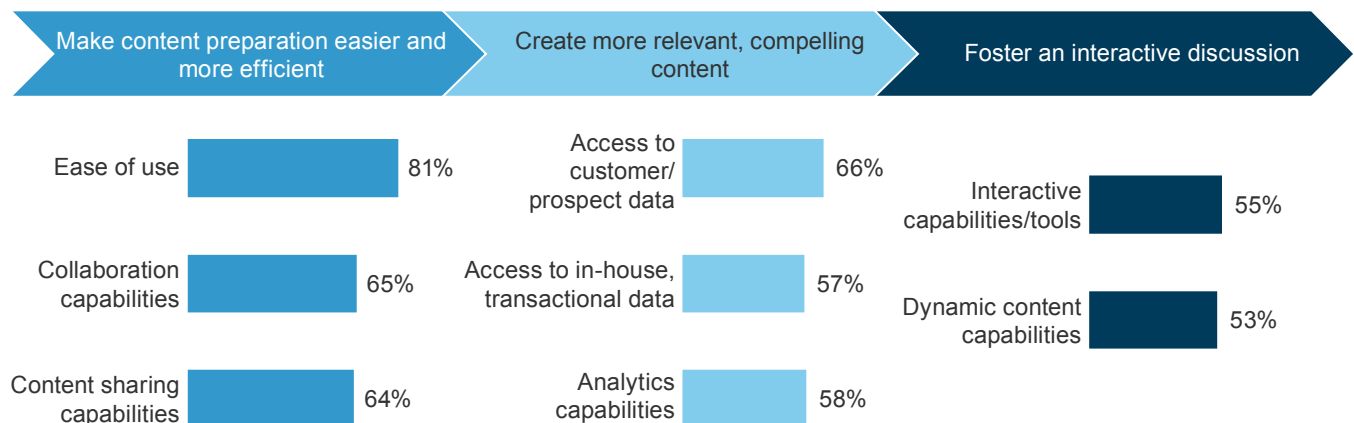 Make content preparation easier and
more efficient
Create more relevant, compelling
content
Foster an interactive discussion
Ease of use
81%
Collaboration
capabilities
65%
Content sharing
capabilities
64%
Access to
customer/
prospect data
66%
Access to in-house,
transactional data
57%
Analytics
capabilities
58%
Interactive
capabilities/tools
55%
Dynamic content
capabilities
53%